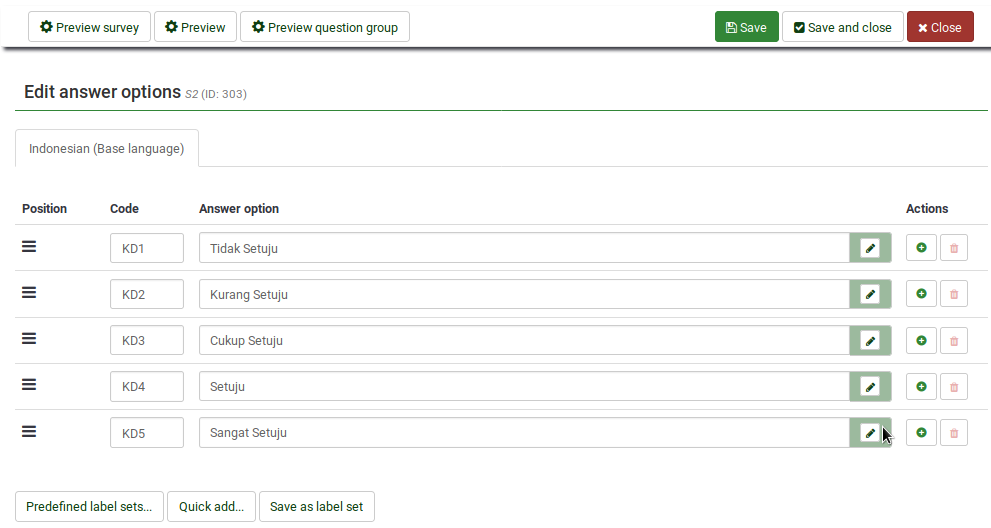 Preview survey Preview Preview question group Save Save and close Close
Edit answer options S2 (ID: 303)
Indonesian (Base language)
Position Code Answer option Actions
KD1 Tidak Setuju
KD2 Kurang Setuju
KD3 Cukup Setuju
KD4 Setuju
KD5 Sangat Setuju
Predefined label sets... Quick add... Save as label set